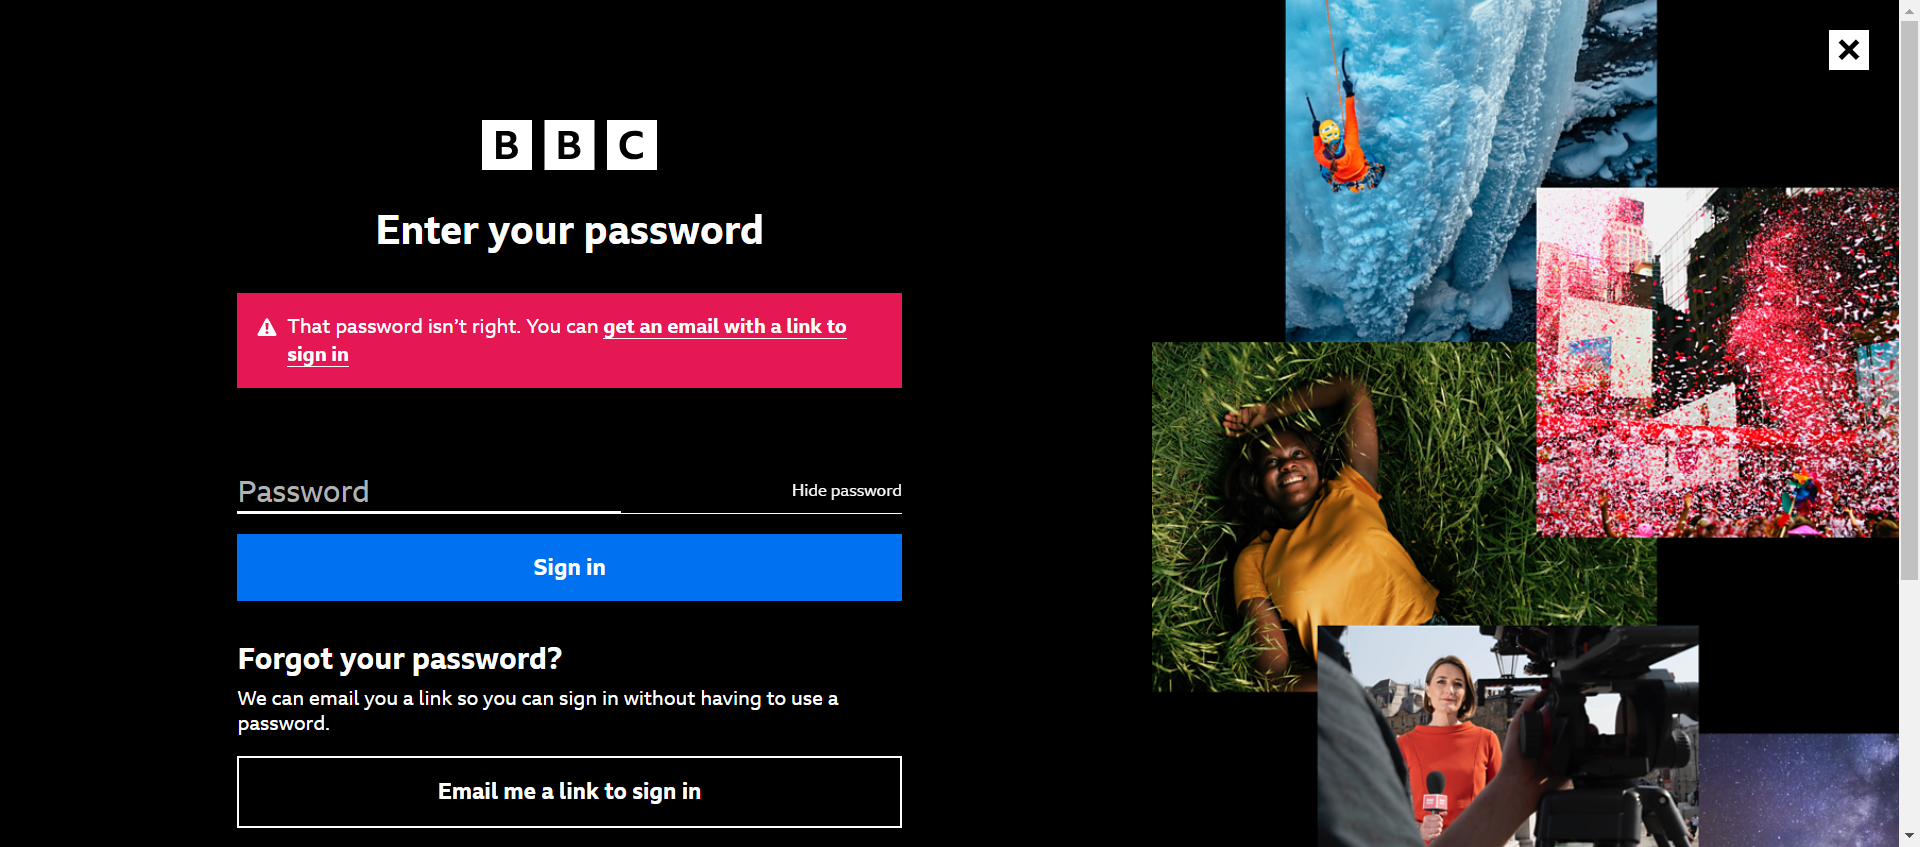 BBC
Enter your password
That password isn’t right. You can get an email with a link to
sign in
Password
Hide password
Sign in
Forgot your password?
We can email you a link so you can sign in without having to use a
password.
Email me a link to sign in